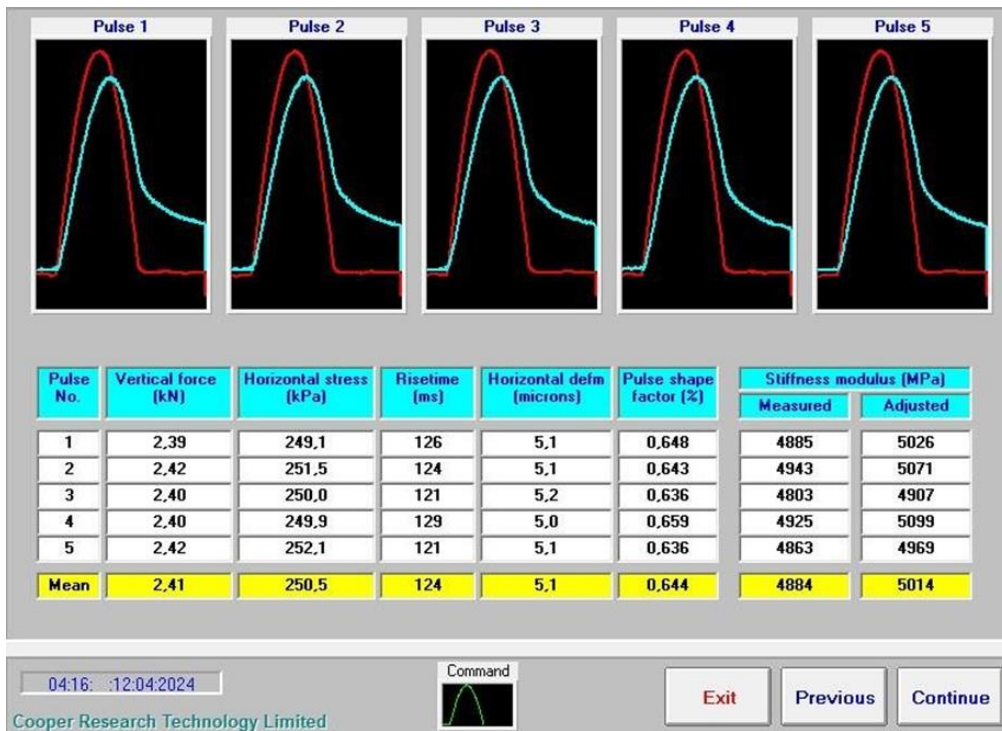 Pulse 1 Pulse 2 Pulse 3 Pulse 4 Pulse 5
Pulse No. Vertical force (kN) Horizontal stress (kPa) Risetime (ms) Horizontal defm (microns) Pulse shape factor (%) Stiffness modulus (MPa)
Measured Adjusted
1 2,39 249,1 126 5,1 0,648 4885 5026
2 2,42 251,5 124 5,1 0,643 4943 5071
3 2,40 250,0 121 5,2 0,636 4803 4907
4 2,40 249,9 129 5,0 0,659 4925 5099
5 2,42 252,1 121 5,1 0,636 4863 4969
Mean 2,41 250,5 124 5,1 0,644 4884 5014
04:16: :12:04:2024
Command
Exit Previous Continue
Cooper Research Technology Limited